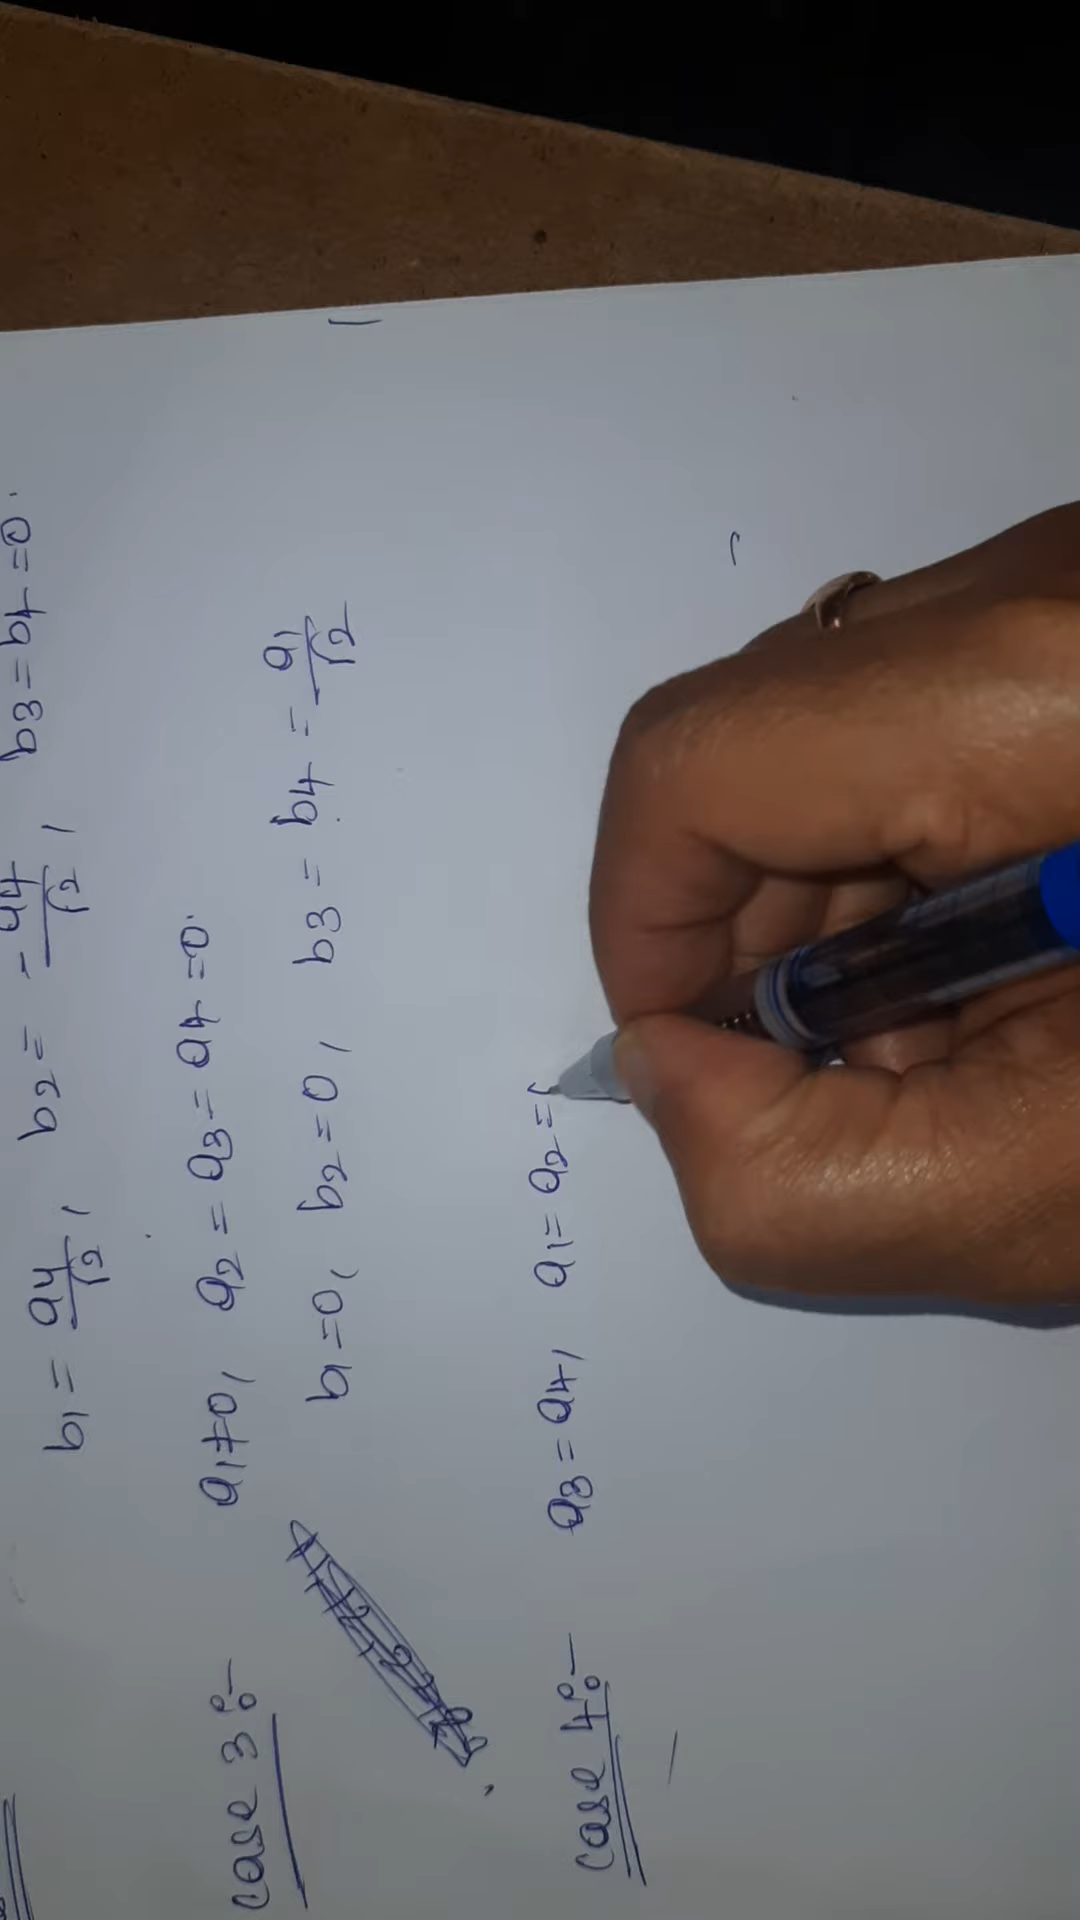 b1 = a4/√2, b2 = -a4/√2, b3 = b4 = 0.
case 3 :- a1≠0, a2 = a3 = a4 = 0.
b1 = 0, b2 = 0, b3 = b4 = a1/√2
case 4 :- a3 = a4, a1 = a2 =